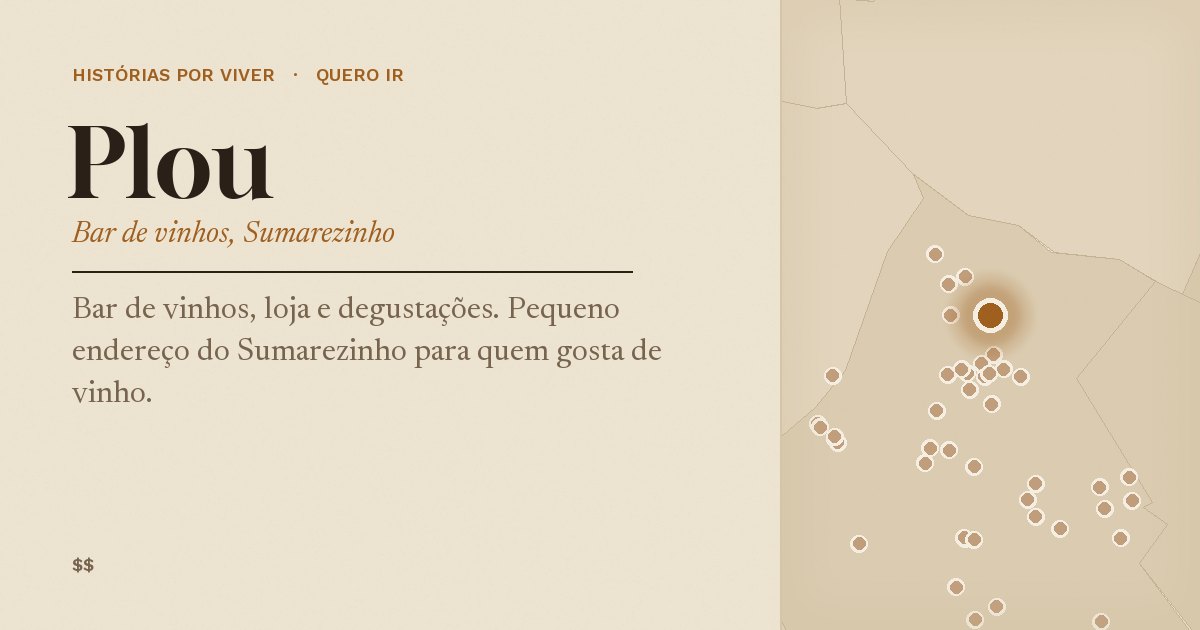 HISTÓRIAS POR VIVER · QUERO IR
Plou
Bar de vinhos, Sumarezinho
Bar de vinhos, loja e degustações. Pequeno
endereço do Sumarezinho para quem gosta de
vinho.
$$